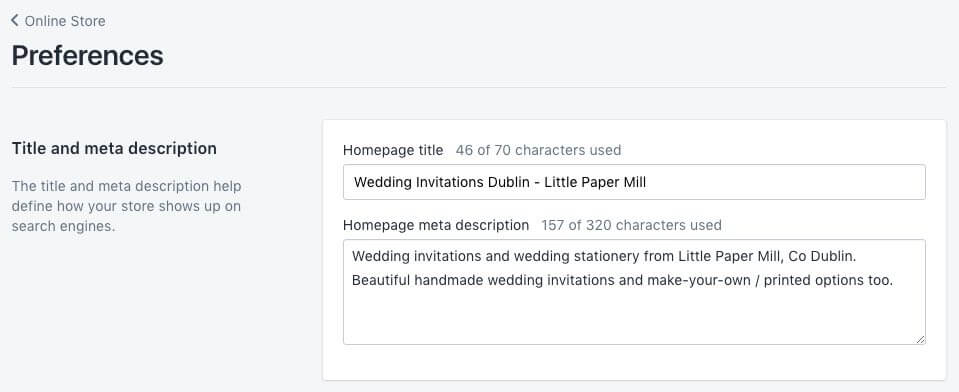 Online Store
Preferences
Title and meta description
The title and meta description help
define how your store shows up on
search engines.
Homepage title 46 of 70 characters used
Wedding Invitations Dublin - Little Paper Mill
Homepage meta description 157 of 320 characters used
Wedding invitations and wedding stationery from Little Paper Mill, Co Dublin.
Beautiful handmade wedding invitations and make-your-own / printed options too.